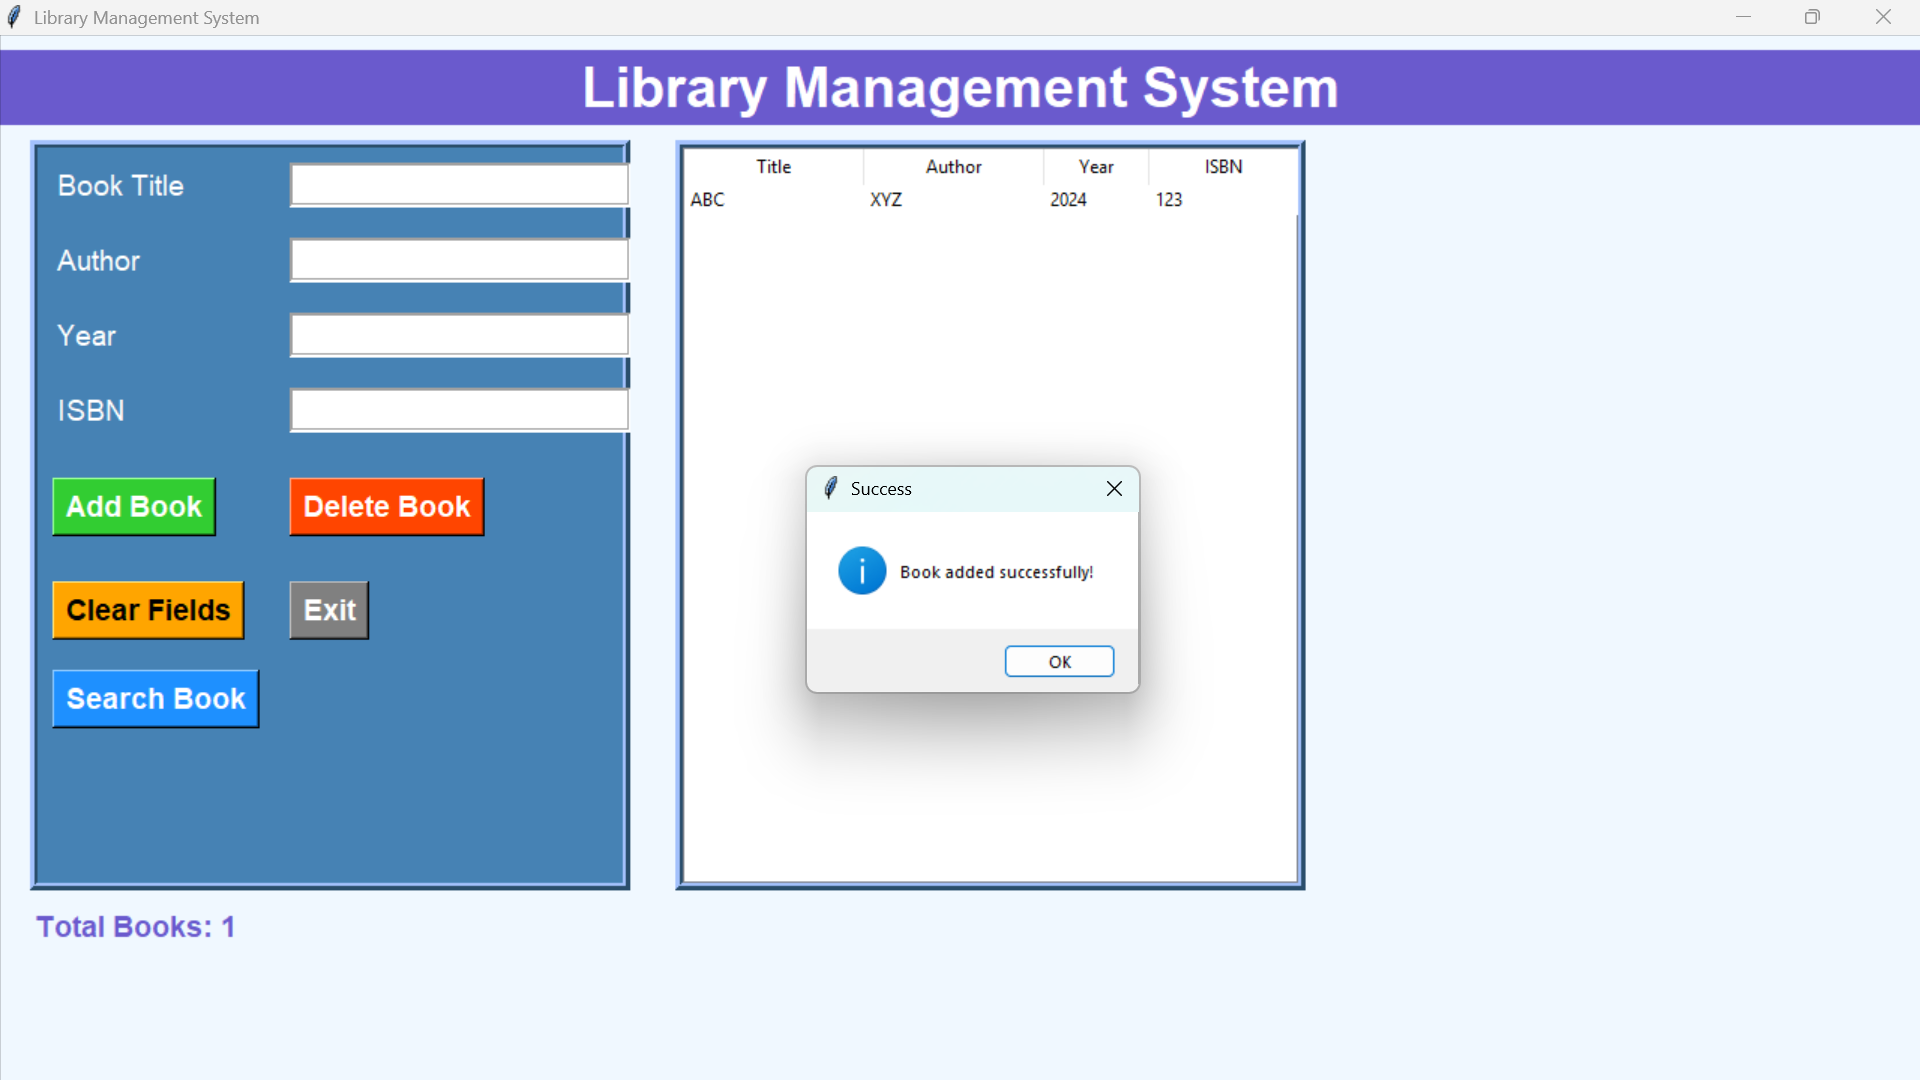 Library Management System
Library Management System
Book Title
Author
Year
ISBN
Add Book Delete Book
Clear Fields Exit
Search Book
Title Author Year ISBN
ABC XYZ 2024 123
Success
i
Book added successfully!
OK
Total Books: 1